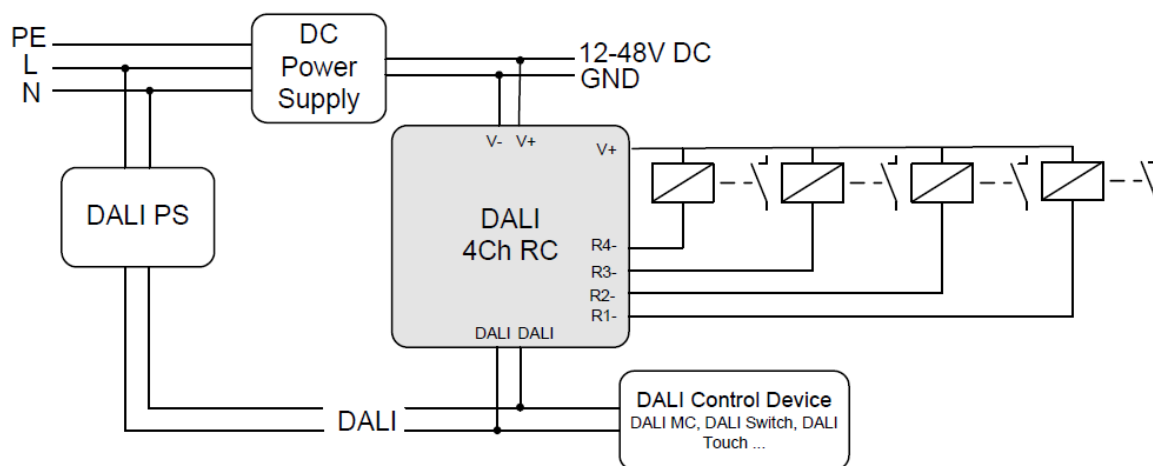 PE
L
N
DC
Power
Supply
12-48V DC
GND
V- V+
V+
DALI PS
DALI
4Ch RC
R4-
R3-
R2-
R1-
DALI DALI
DALI
DALI Control Device
DALI MC, DALI Switch, DALI
Touch ...